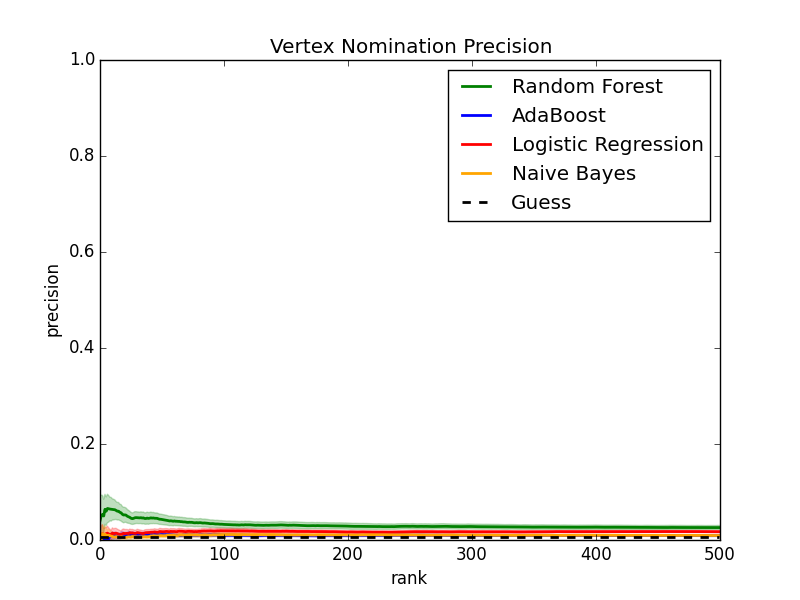 Vertex Nomination Precision
1.0
0.8
0.6
0.4
0.2
0.0
precision
Random Forest
AdaBoost
Logistic Regression
Naive Bayes
Guess
0 100 200 300 400 500
rank